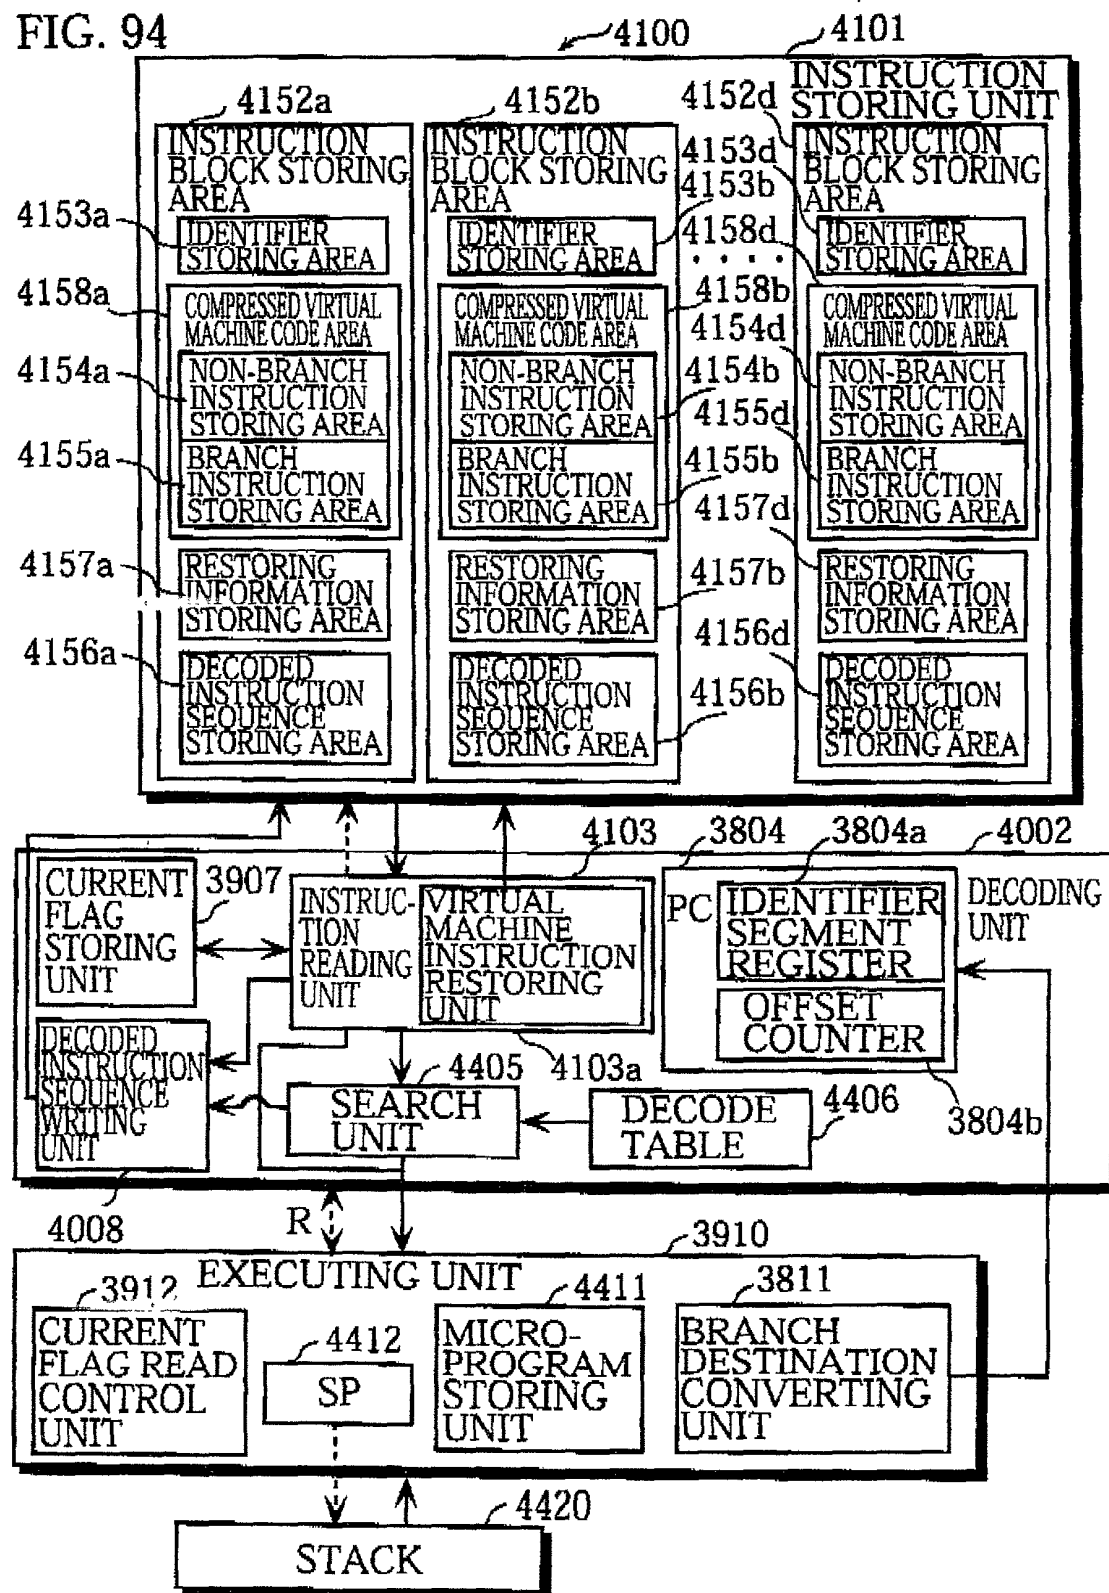 FIG. 94
4100
4101
INSTRUCTION
STORING UNIT
4152a
INSTRUCTION
BLOCK STORING
AREA
4153a
IDENTIFIER
STORING AREA
4158a
COMPRESSED VIRTUAL
MACHINE CODE AREA
4154a
NON-BRANCH
INSTRUCTION
STORING AREA
4155a
BRANCH
INSTRUCTION
STORING AREA
4157a
RESTORING
INFORMATION
STORING AREA
4156a
DECODED
INSTRUCTION
SEQUENCE
STORING AREA
4152b
INSTRUCTION
BLOCK STORING
AREA
4153b
IDENTIFIER
STORING AREA
4158b
COMPRESSED VIRTUAL
MACHINE CODE AREA
4154b
NON-BRANCH
INSTRUCTION
STORING AREA
4155b
BRANCH
INSTRUCTION
STORING AREA
4157b
RESTORING
INFORMATION
STORING AREA
4156b
DECODED
INSTRUCTION
SEQUENCE
STORING AREA
. . . .
4152d
INSTRUCTION
BLOCK STORING
AREA
4153d
IDENTIFIER
STORING AREA
4158d
COMPRESSED VIRTUAL
MACHINE CODE AREA
4154d
NON-BRANCH
INSTRUCTION
STORING AREA
4155d
BRANCH
INSTRUCTION
STORING AREA
4157d
RESTORING
INFORMATION
STORING AREA
4156d
DECODED
INSTRUCTION
SEQUENCE
STORING AREA
4002
DECODING
UNIT
3907
CURRENT
FLAG
STORING
UNIT
4103
INSTRUC-
TION
READING
UNIT
VIRTUAL
MACHINE
INSTRUCTION
RESTORING
UNIT
4103a
3804
PC
3804a
IDENTIFIER
SEGMENT
REGISTER
OFFSET
COUNTER
3804b
DECODED
INSTRUCTION
SEQUENCE
WRITING
UNIT
4008
4405
SEARCH
UNIT
4406
DECODE
TABLE
R
3910
EXECUTING UNIT
3912
CURRENT
FLAG READ
CONTROL
UNIT
4412
SP
4411
MICRO-
PROGRAM
STORING
UNIT
3811
BRANCH
DESTINATION
CONVERTING
UNIT
4420
STACK